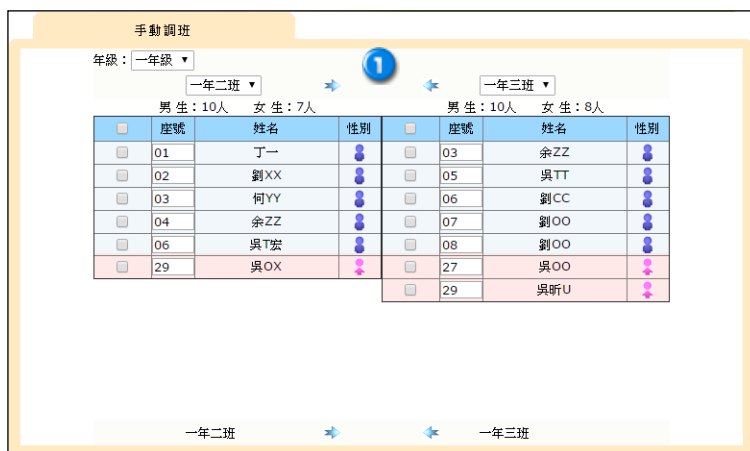 手動調班
年級：一年級 ▼
1
一年二班 ▼ 一年三班 ▼
男生：10人 女生：7人 男生：10人 女生：8人
座號 姓名 性別 座號 姓名 性別
01 丁一 03 余ZZ
02 劉XX 05 吳TT
03 何YY 06 劉CC
04 余ZZ 07 劉OO
06 吳T宏 08 劉OO
29 吳OX 27 吳OO
29 吳昕U
一年二班 一年三班